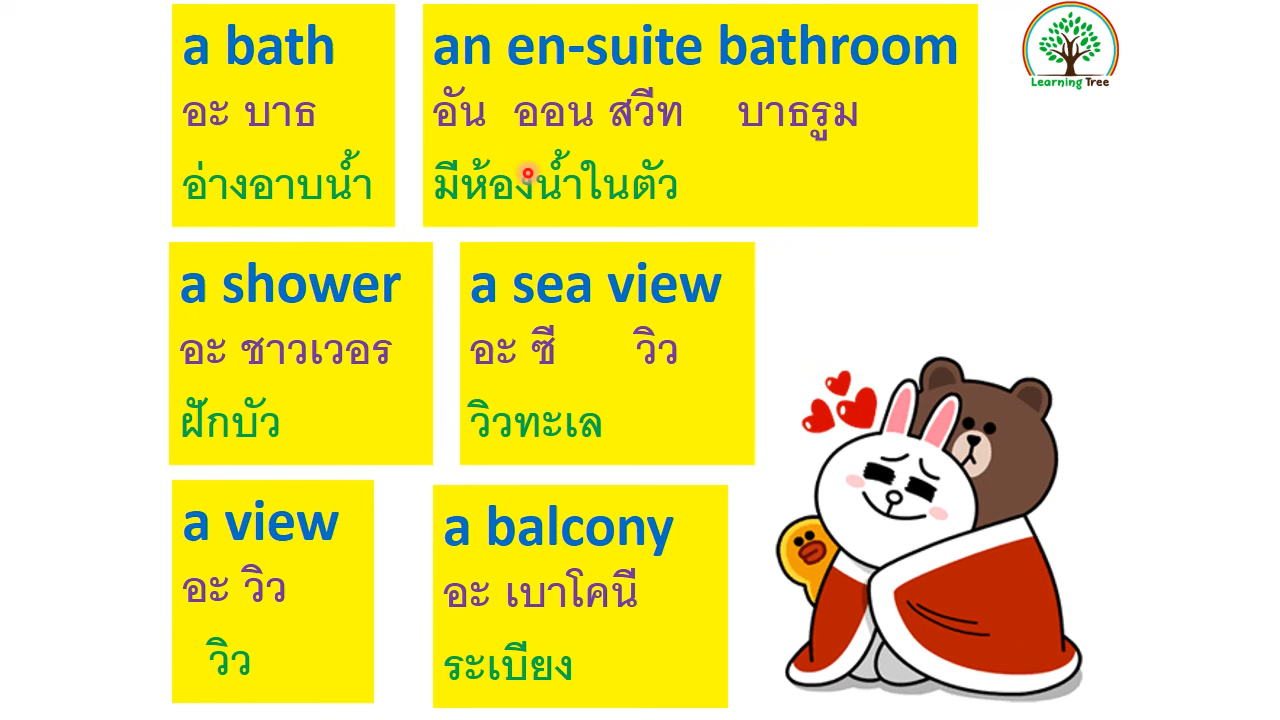 a bath
อะ บาธ
อ่างอาบน้ำ
an en-suite bathroom
อัน ออน สวีท บาธรูม
มีห้องน้ำในตัว
Learning Tree
a shower
อะ ชาวเวอร
ฝักบัว
a sea view
อะ ซี วิว
วิวทะเล
a view
อะ วิว
วิว
a balcony
อะ เบาโคนี
ระเบียง